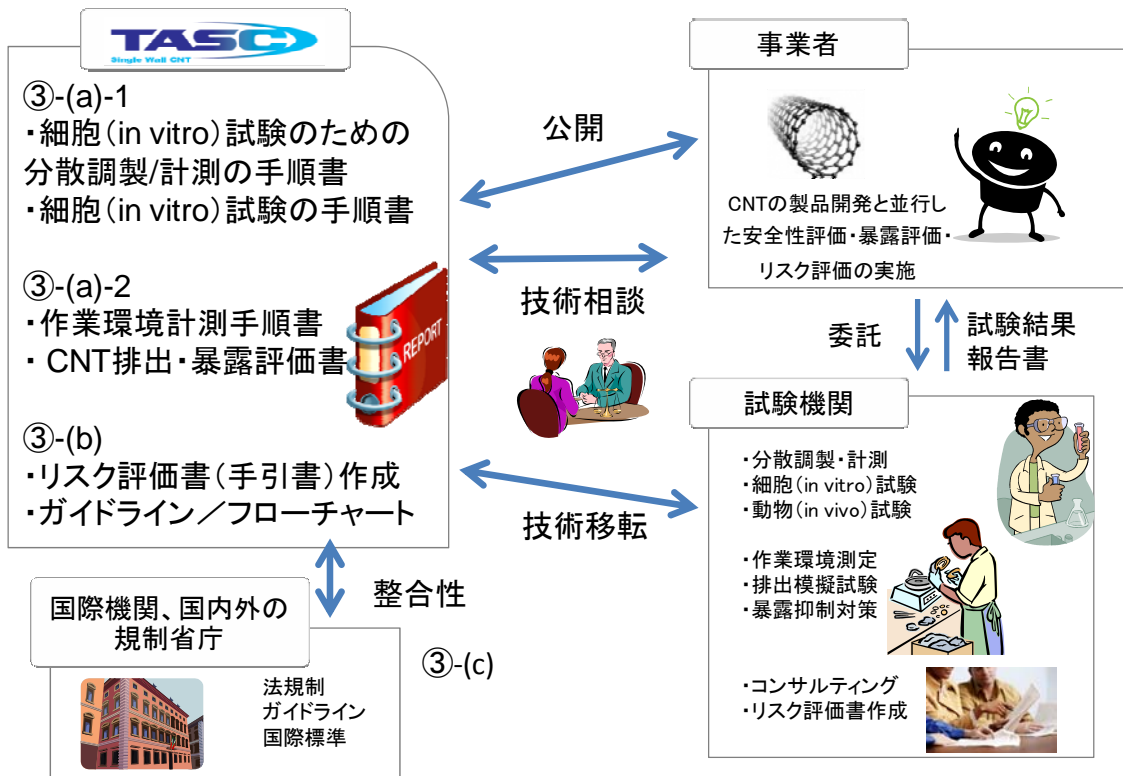 TASC
Single Wall CNT
③-(a)-1
・細胞(in vitro)試験のための
分散調製/計測の手順書
・細胞(in vitro)試験の手順書
③-(a)-2
・作業環境計測手順書
・CNT排出・暴露評価書
REPORT
③-(b)
・リスク評価書(手引書)作成
・ガイドライン／フローチャート
公開
技術相談
技術移転
事業者
CNTの製品開発と並行し
た安全性評価・暴露評価・
リスク評価の実施
委託
試験結果
報告書
試験機関
・分散調製・計測
・細胞(in vitro)試験
・動物(in vivo)試験
・作業環境測定
・排出模擬試験
・暴露抑制対策
・コンサルティング
・リスク評価書作成
整合性
国際機関、国内外の
規制省庁
③-(c)
法規制
ガイドライン
国際標準